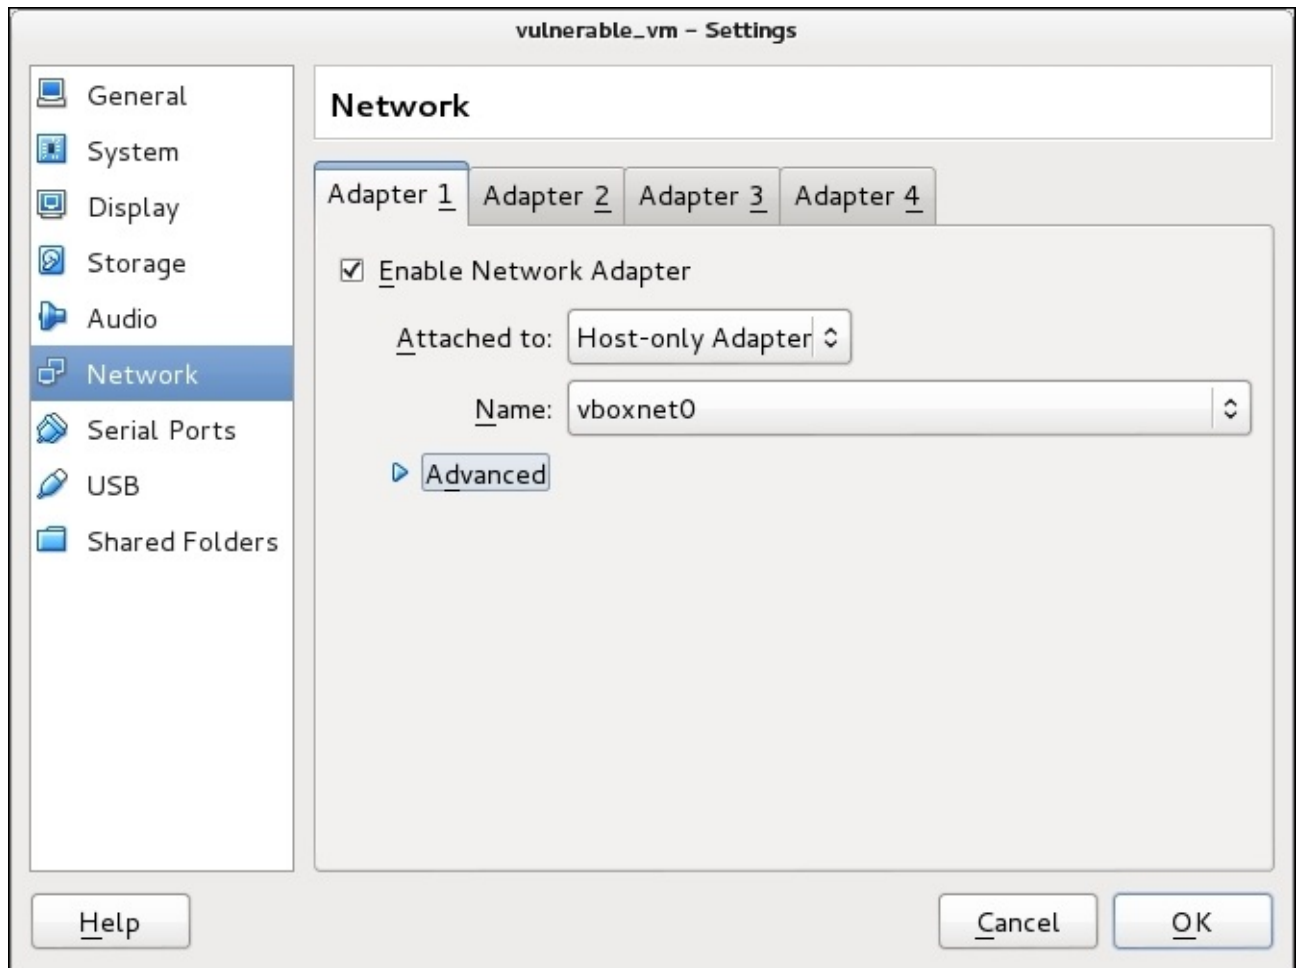 vulnerable_vm – Settings
General
System
Display
Storage
Audio
Network
Serial Ports
USB
Shared Folders
Network
Adapter 1 Adapter 2 Adapter 3 Adapter 4
Enable Network Adapter
Attached to: Host-only Adapter
Name: vboxnet0
Advanced
Help Cancel OK